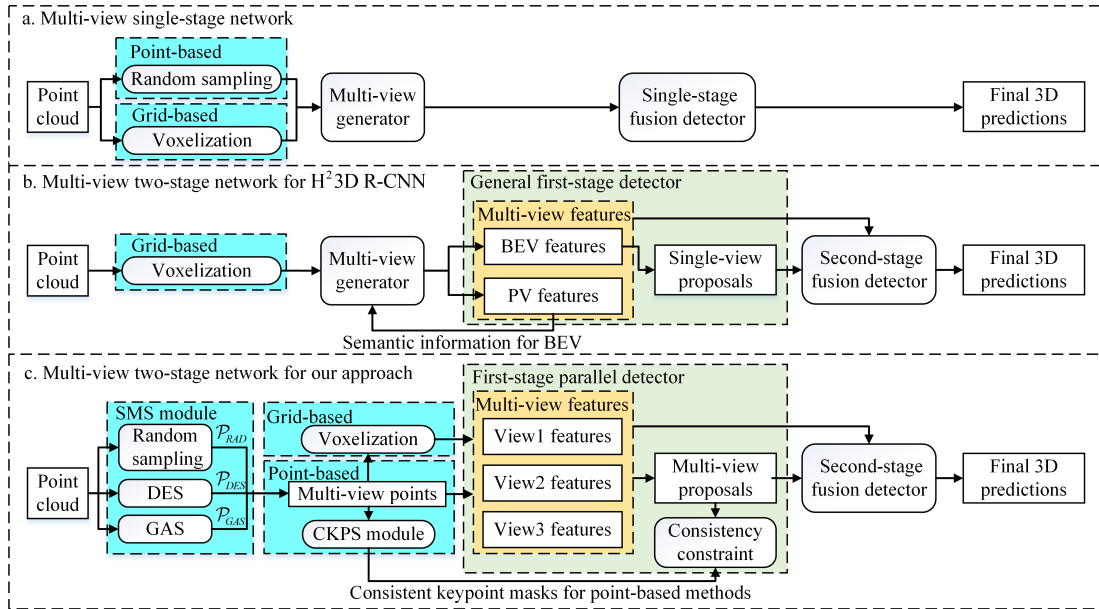 a. Multi-view single-stage network
Point-based
Random sampling
Point
cloud
Grid-based
Voxelization
Multi-view
generator
Single-stage
fusion detector
Final 3D
predictions
b. Multi-view two-stage network for H²3D R-CNN
General first-stage detector
Multi-view features
Grid-based
Point
cloud
Voxelization
Multi-view
generator
BEV features
PV features
Single-view
proposals
Second-stage
fusion detector
Final 3D
predictions
Semantic information for BEV
c. Multi-view two-stage network for our approach
First-stage parallel detector
SMS module
Multi-view features
Grid-based
Random
sampling
P_RAD
Voxelization
View1 features
Point
cloud
DES
P_DES
Point-based
Multi-view points
View2 features
Multi-view
proposals
Second-stage
fusion detector
Final 3D
predictions
GAS
P_GAS
CKPS module
View3 features
Consistency
constraint
Consistent keypoint masks for point-based methods